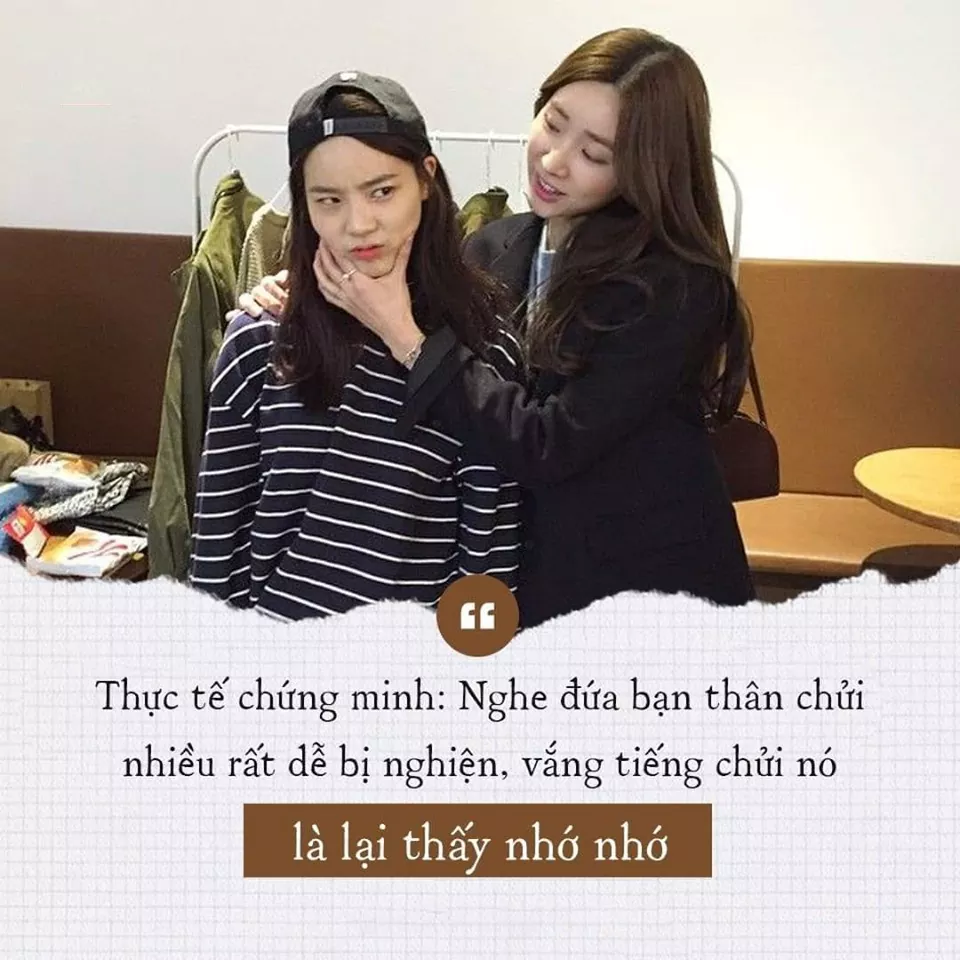 Thực tế chứng minh: Nghe đứa bạn thân chửi
nhiều rất dễ bị nghiện, vắng tiếng chửi nó
là lại thấy nhớ nhớ